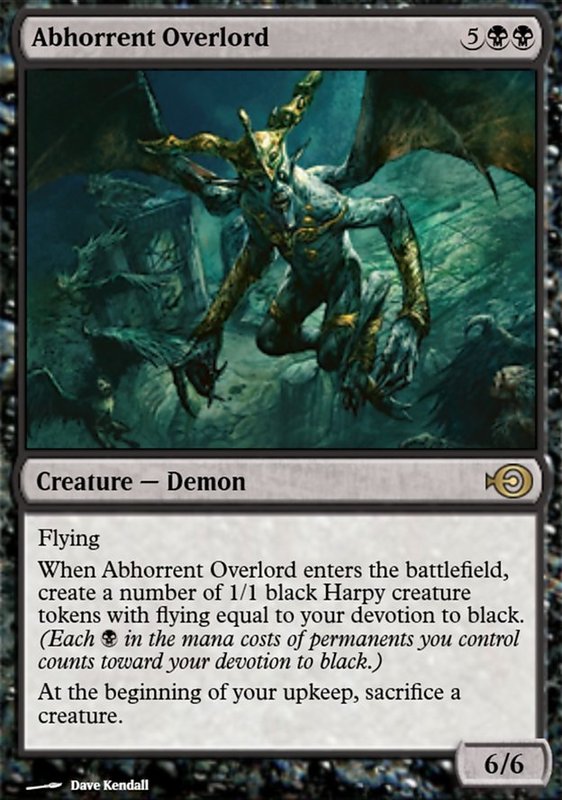 Abhorrent Overlord 5
Creature — Demon
Flying
When Abhorrent Overlord enters the battlefield,
create a number of 1/1 black Harpy creature
tokens with flying equal to your devotion to black.
(Each in the mana costs of permanents you control
counts toward your devotion to black.)
At the beginning of your upkeep, sacrifice a
creature.
6/6
Dave Kendall